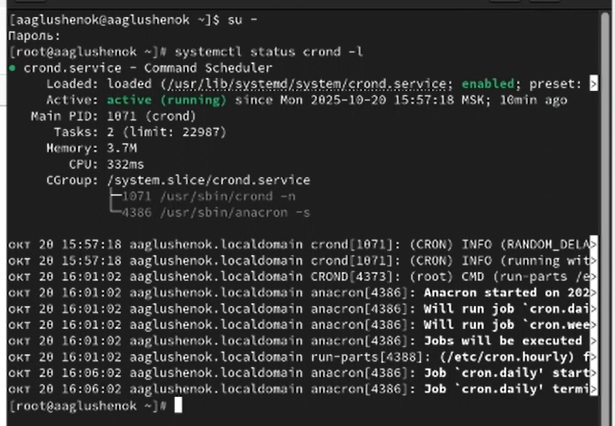 [aaglushenok@aaglushenok ~]$ su -
Пароль:
[root@aaglushenok ~]# systemctl status crond -l
● crond.service - Command Scheduler
Loaded: loaded (/usr/lib/systemd/system/crond.service; enabled; preset: >
Active: active (running) since Mon 2025-10-20 15:57:18 MSK; 10min ago
Main PID: 1071 (crond)
Tasks: 2 (limit: 22987)
Memory: 3.7M
CPU: 332ms
CGroup: /system.slice/crond.service
├─1071 /usr/sbin/crond -n
└─4386 /usr/sbin/anacron -s
окт 20 15:57:18 aaglushenok.localdomain crond[1071]: (CRON) INFO (RANDOM_DELA>
окт 20 15:57:18 aaglushenok.localdomain crond[1071]: (CRON) INFO (running wit>
окт 20 16:01:02 aaglushenok.localdomain CROND[4373]: (root) CMD (run-parts /e>
окт 20 16:01:02 aaglushenok.localdomain anacron[4386]: Anacron started on 202>
окт 20 16:01:02 aaglushenok.localdomain anacron[4386]: Will run job `cron.dai>
окт 20 16:01:02 aaglushenok.localdomain anacron[4386]: Will run job `cron.wee>
окт 20 16:01:02 aaglushenok.localdomain anacron[4386]: Jobs will be executed >
окт 20 16:01:02 aaglushenok.localdomain run-parts[4388]: (/etc/cron.hourly) f>
окт 20 16:06:02 aaglushenok.localdomain anacron[4386]: Job `cron.daily' start>
окт 20 16:06:02 aaglushenok.localdomain anacron[4386]: Job `cron.daily' termi>
[root@aaglushenok ~]#